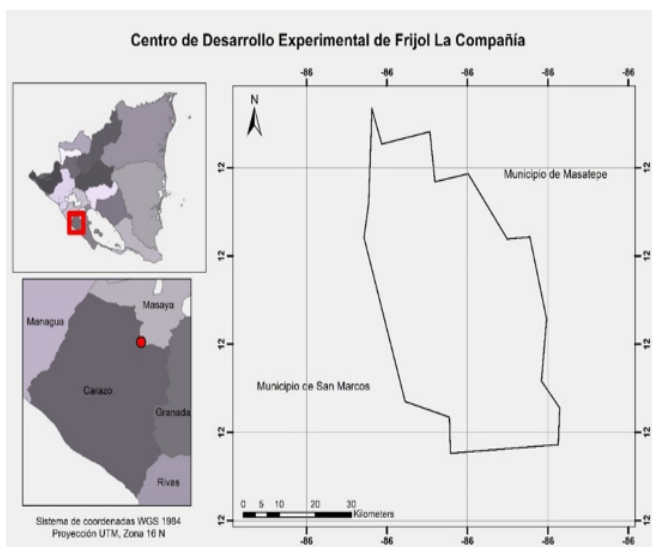 Centro de Desarrollo Experimental de Frijol La Compañía
-86 -86 -86 -86 -86
N
Municipio de Masatepe
12 12
12 12
12 12
Municipio de San Marcos
12 12
12 12
0 5 10 20 30
Kilometers
-86 -86 -86 -86 -86
Managua
Masaya
Carazo
Granada
Rivas
Sistema de coordenadas WGS 1984
Proyección UTM, Zona 16 N